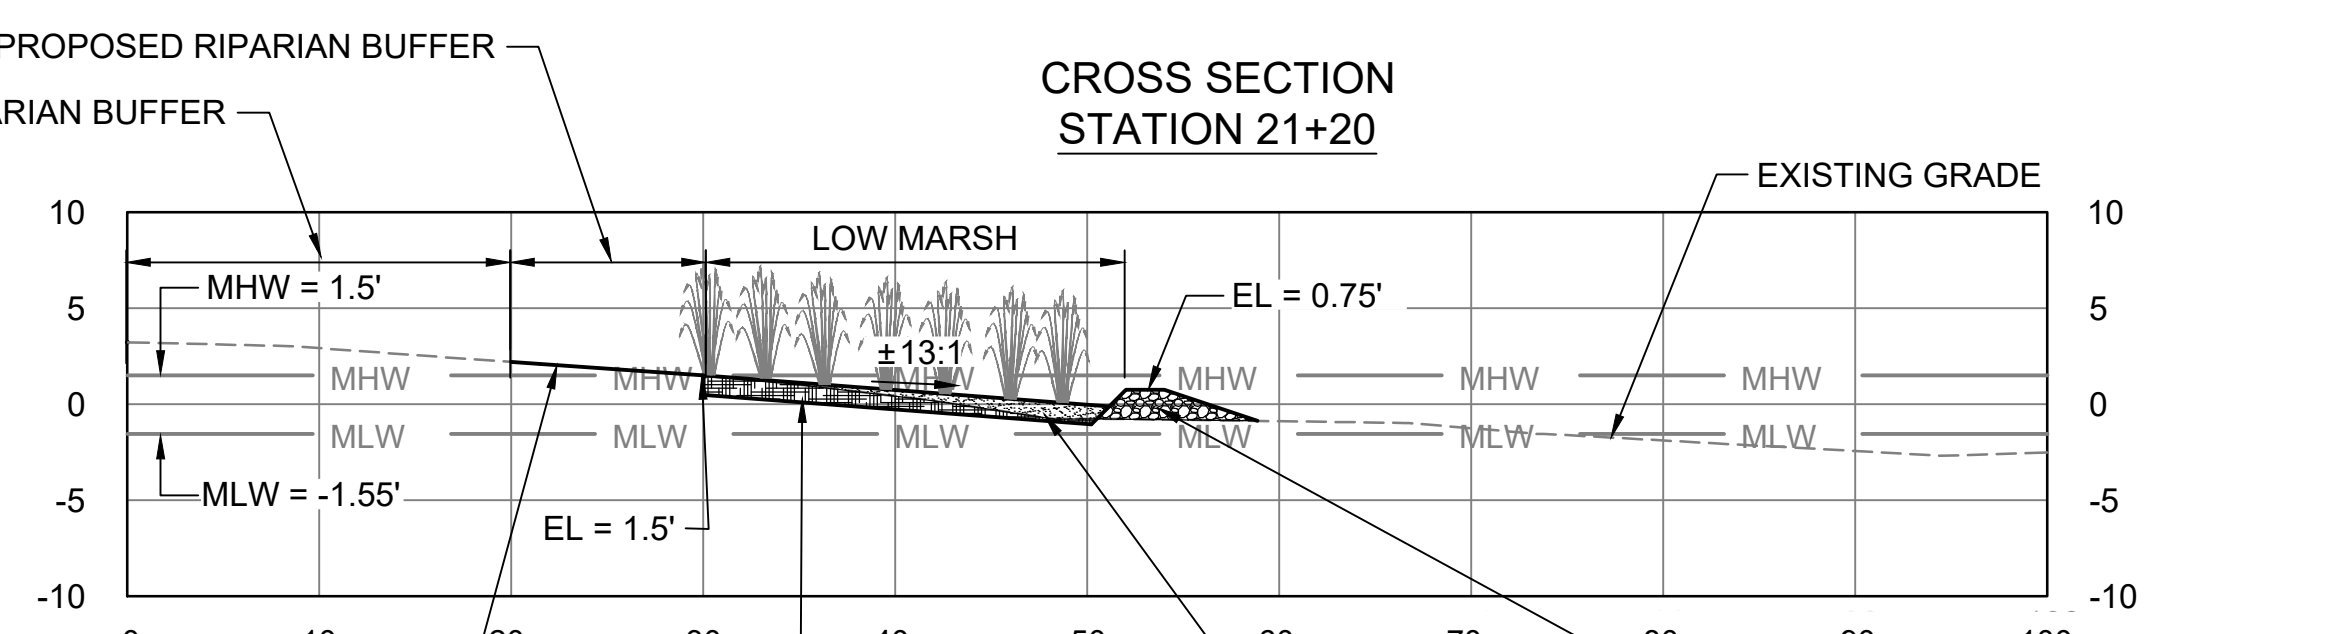 PROPOSED RIPARIAN BUFFER
CROSS SECTION
STATION 21+20
ARIAN BUFFER
EXISTING GRADE
10 10
LOW MARSH
MHW = 1.5'
EL = 0.75'
5 5
±13:1
MHW MHW MHW MHW MHW MHW
0 0
MLW MLW MLW MLW MLW MLW
MLW = -1.55'
-5 -5
EL = 1.5'
-10 -10